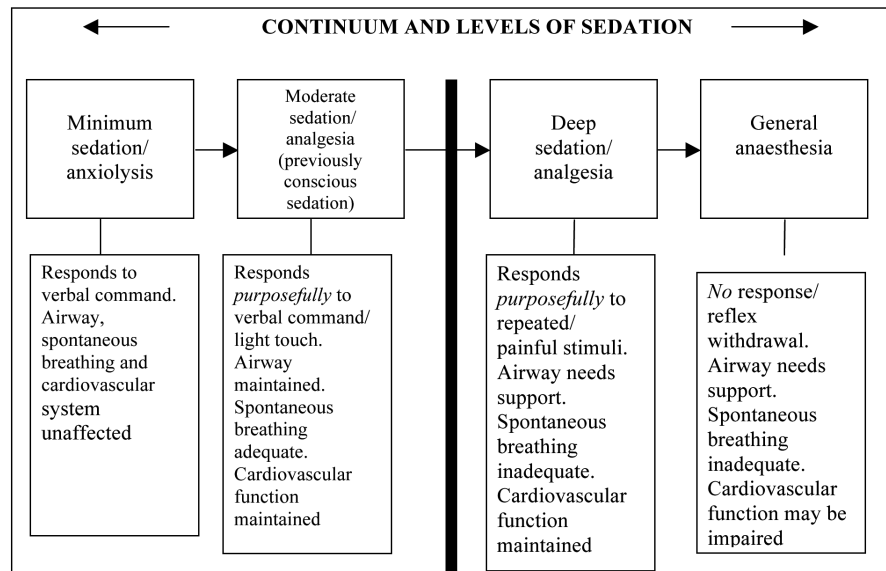 CONTINUUM AND LEVELS OF SEDATION
Minimum
sedation/
anxiolysis
Moderate
sedation/
analgesia
(previously
conscious
sedation)
Deep
sedation/
analgesia
General
anaesthesia
Responds to
verbal command.
Airway,
spontaneous
breathing and
cardiovascular
system
unaffected
Responds
purposefully to
verbal command/
light touch.
Airway
maintained.
Spontaneous
breathing
adequate.
Cardiovascular
function
maintained
Responds
purposefully to
repeated/
painful stimuli.
Airway needs
support.
Spontaneous
breathing
inadequate.
Cardiovascular
function
maintained
No response/
reflex
withdrawal.
Airway needs
support.
Spontaneous
breathing
inadequate.
Cardiovascular
function may be
impaired